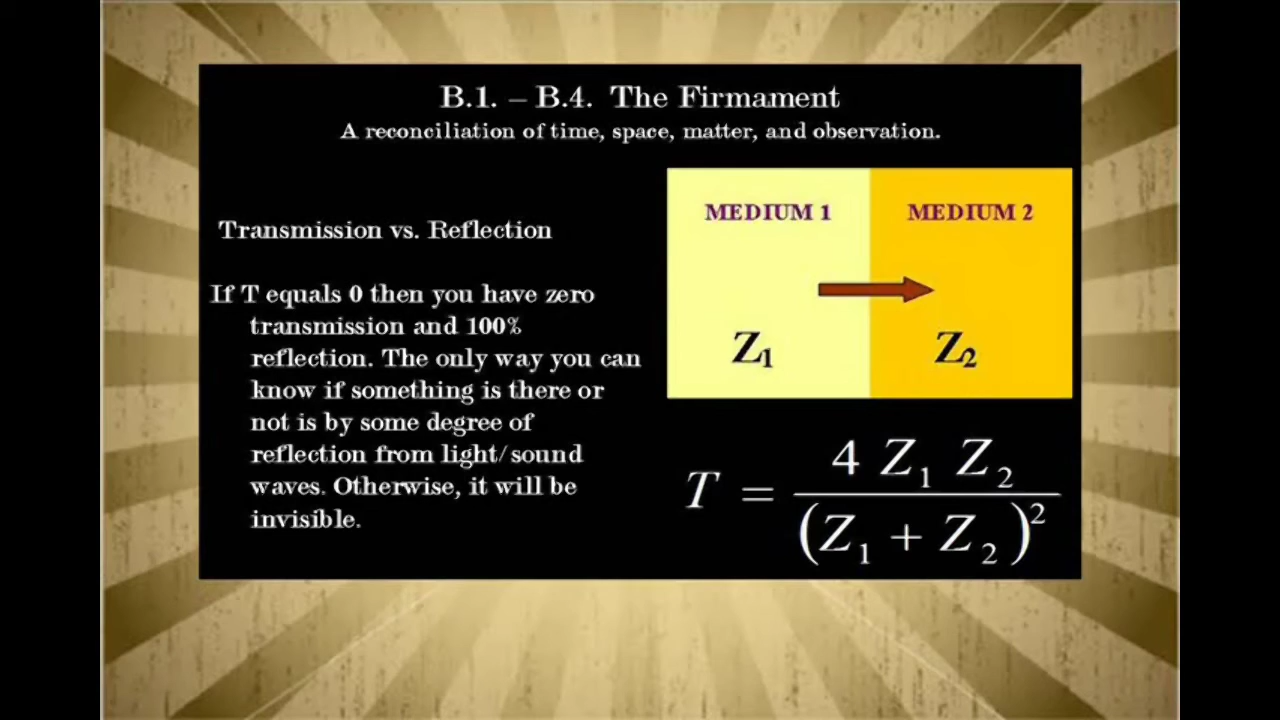 B.1. – B.4. The Firmament
A reconciliation of time, space, matter, and observation.
Transmission vs. Reflection
If T equals 0 then you have zero
transmission and 100%
reflection. The only way you can
know if something is there or
not is by some degree of
reflection from light/sound
waves. Otherwise, it will be
invisible.
MEDIUM 1 MEDIUM 2
Z₁ Z₂
T = 4 Z₁ Z₂ / (Z₁ + Z₂)²